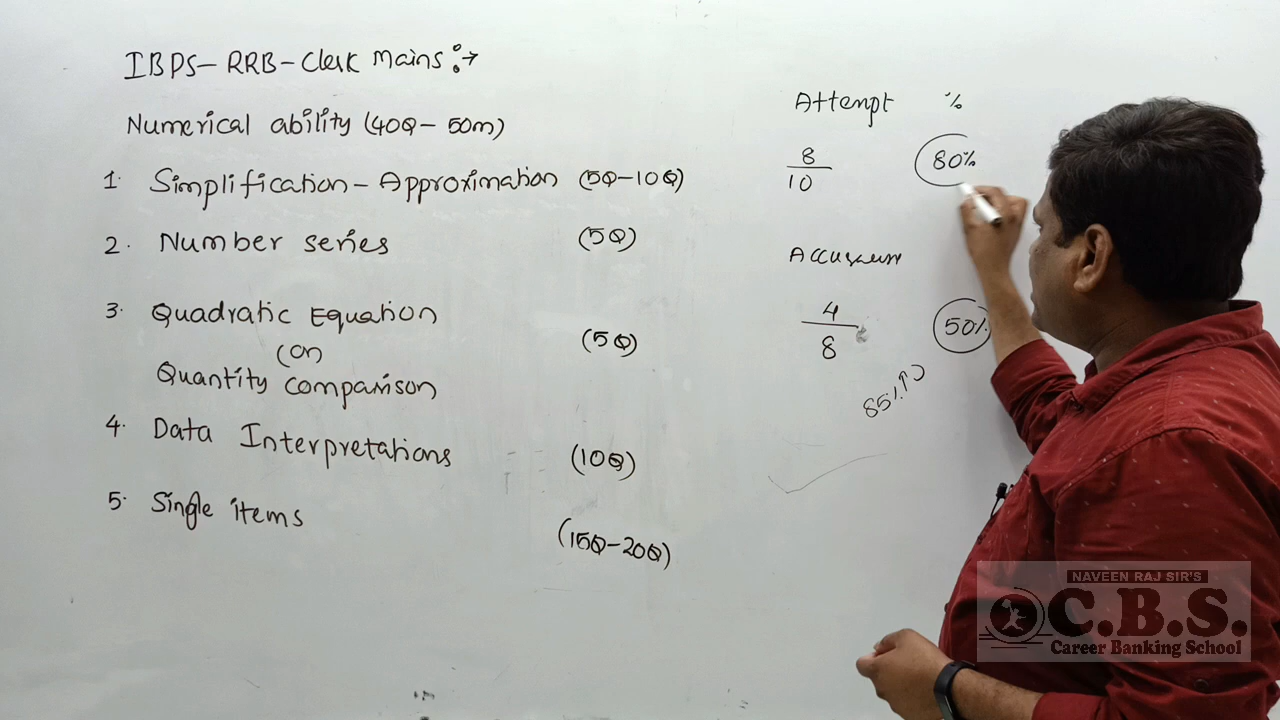 IBPS-RRB-Clerk Mains:→
Numerical ability (40Q-50m)
1. Simplification-Approximation (5Q-10Q)
2. Number series (5Q)
3. Quadratic Equation
(or)
Quantity comparison
(5Q)
4. Data Interpretations (10Q)
5. Single items (15Q-20Q)
Attempt %
8
10
80%
4
8
50%
85%↑
NAVEEN RAJ SIR'S
C.B.S.
Career Banking School